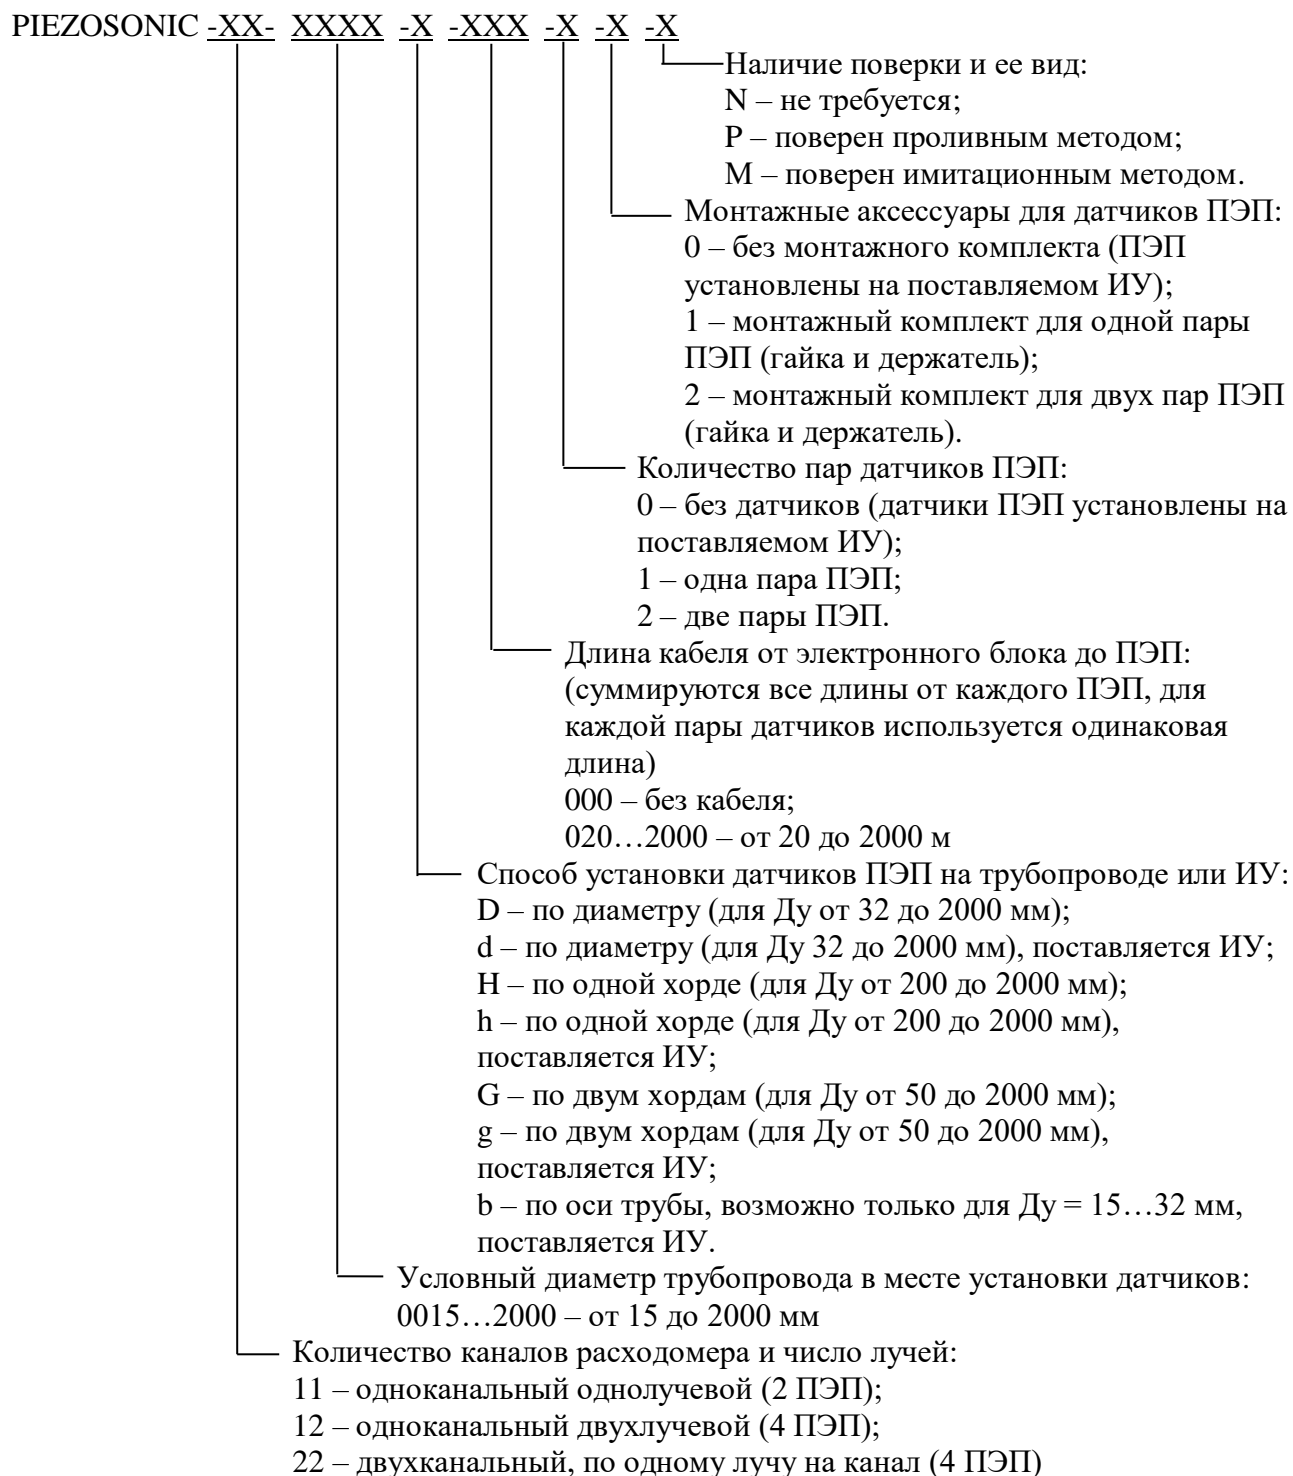 PIEZOSONIC -XX- XXXX -X -XXX -X -X -X
Наличие поверки и ее вид:
N – не требуется;
P – поверен проливным методом;
M – поверен имитационным методом.
Монтажные аксессуары для датчиков ПЭП:
0 – без монтажного комплекта (ПЭП
установлены на поставляемом ИУ);
1 – монтажный комплект для одной пары
ПЭП (гайка и держатель);
2 – монтажный комплект для двух пар ПЭП
(гайка и держатель).
Количество пар датчиков ПЭП:
0 – без датчиков (датчики ПЭП установлены на
поставляемом ИУ);
1 – одна пара ПЭП;
2 – две пары ПЭП.
Длина кабеля от электронного блока до ПЭП:
(суммируются все длины от каждого ПЭП, для
каждой пары датчиков используется одинаковая
длина)
000 – без кабеля;
020…2000 – от 20 до 2000 м
Способ установки датчиков ПЭП на трубопроводе или ИУ:
D – по диаметру (для Ду от 32 до 2000 мм);
d – по диаметру (для Ду 32 до 2000 мм), поставляется ИУ;
H – по одной хорде (для Ду от 200 до 2000 мм);
h – по одной хорде (для Ду от 200 до 2000 мм),
поставляется ИУ;
G – по двум хордам (для Ду от 50 до 2000 мм);
g – по двум хордам (для Ду от 50 до 2000 мм),
поставляется ИУ;
b – по оси трубы, возможно только для Ду = 15…32 мм,
поставляется ИУ.
Условный диаметр трубопровода в месте установки датчиков:
0015…2000 – от 15 до 2000 мм
Количество каналов расходомера и число лучей:
11 – одноканальный однолучевой (2 ПЭП);
12 – одноканальный двухлучевой (4 ПЭП);
22 – двухканальный, по одному лучу на канал (4 ПЭП)